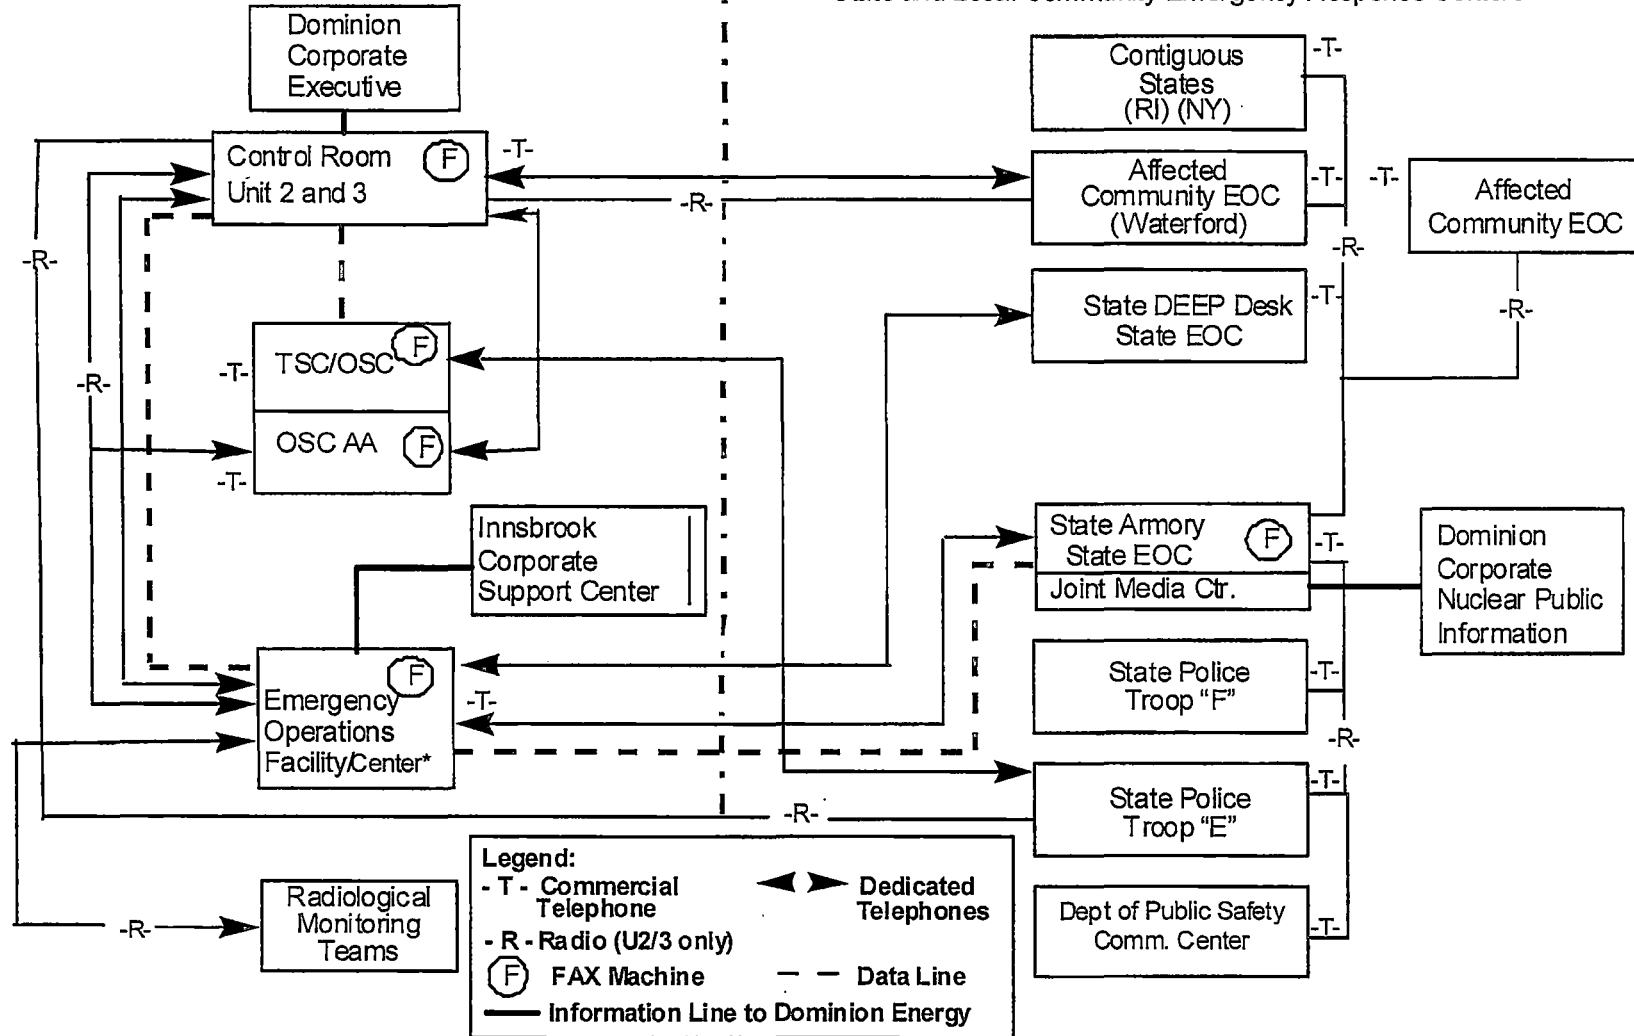 Dominion
Corporate
Executive
Control Room
Unit 2 and 3
F
-T-
-R-
-R-
-R-
TSC/OSC
F
-T-
OSC AA
F
-T-
Innsbrook
Corporate
Support Center
Emergency
Operations
Facility/Center*
F
-T-
Radiological
Monitoring
Teams
-R-
-R-
Contiguous
States
(RI) (NY)
-T-
Affected
Community EOC
(Waterford)
-T-
-T-
Affected
Community EOC
-R-
-R-
State DEEP Desk
State EOC
-T-
State Armory
State EOC
F
-T-
Joint Media Ctr.
Dominion
Corporate
Nuclear Public
Information
State Police
Troop "F"
-T-
-R-
State Police
Troop "E"
-T-
Dept of Public Safety
Comm. Center
-T-
Legend:
- T - Commercial
Telephone
Dedicated
Telephones
- R - Radio (U2/3 only)
F FAX Machine
Data Line
Information Line to Dominion Energy